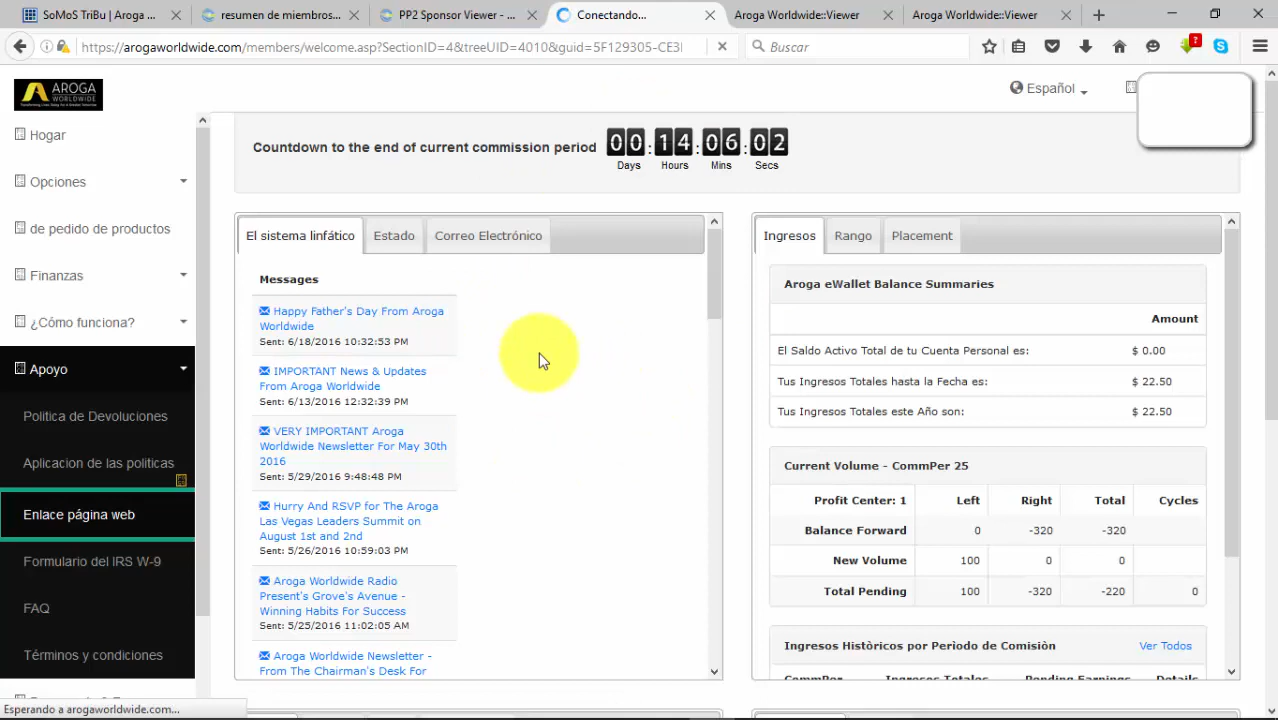 SoMoS TriBu | Aroga ...
resumen de miembros...
PP2 Sponsor Viewer - ...
Conectando...
Aroga Worldwide::Viewer
Aroga Worldwide::Viewer
https://arogaworldwide.com/members/welcome.asp?SectionID=4&treeUID=4010&guid=5F129305-CE3
Buscar
7
AROGA
WORLDWIDE
Español
Hogar
Opciones
de pedido de productos
Finanzas
¿Cómo funciona?
Apoyo
Politica de Devoluciones
Aplicacion de las politicas
Enlace página web
Formulario del IRS W-9
FAQ
Términos y condiciones
Esperando a arogaworldwide.com...
Countdown to the end of current commission period
00:14:06:02
Days Hours Mins Secs
El sistema linfático
Estado
Correo Electrónico
Messages
Happy Father's Day From Aroga
Worldwide
Sent: 6/18/2016 10:32:53 PM
IMPORTANT News & Updates
From Aroga Worldwide
Sent: 6/13/2016 12:32:39 PM
VERY IMPORTANT Aroga
Worldwide Newsletter For May 30th
2016
Sent: 5/29/2016 9:48:48 PM
Hurry And RSVP for The Aroga
Las Vegas Leaders Summit on
August 1st and 2nd
Sent: 5/26/2016 10:59:03 PM
Aroga Worldwide Radio
Present's Grove's Avenue -
Winning Habits For Success
Sent: 5/25/2016 11:02:05 AM
Aroga Worldwide Newsletter -
From The Chairman's Desk For
Ingresos
Rango
Placement
Aroga eWallet Balance Summaries
Amount
El Saldo Activo Total de tu Cuenta Personal es: $ 0.00
Tus Ingresos Totales hasta la Fecha es: $ 22.50
Tus Ingresos Totales este Año son: $ 22.50
Current Volume - CommPer 25
Profit Center: 1 Left Right Total Cycles
Balance Forward 0 -320 -320
New Volume 100 0 0
Total Pending 100 -320 -220 0
Ingresos Històricos por Perìodo de Comisiòn Ver Todos
CommPer Ingresos Totales Pending Earnings Details